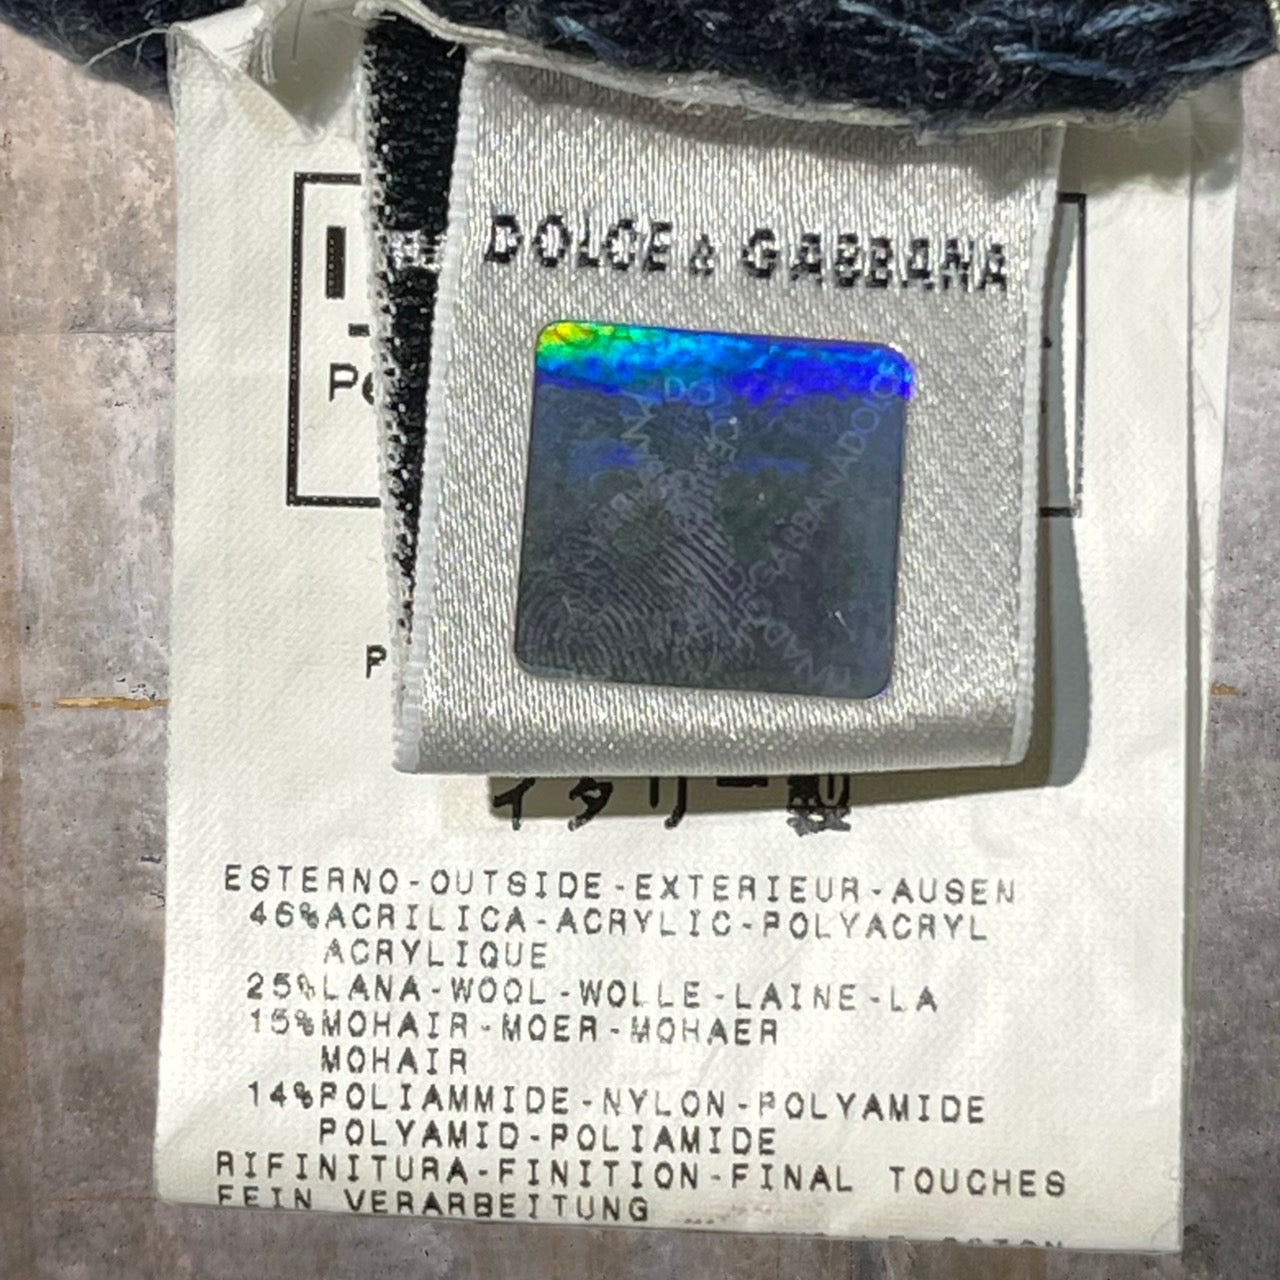 DOLCE & GABBANA
P
イタリー製
ESTERNO-OUTSIDE-EXTERIEUR-AUSEN
46%ACRILICA-ACRYLIC-POLYACRYL
ACRYLIQUE
25%LANA-WOOL-WOLLE-LAINE-LA
15%MOHAIR-MOER-MOHAER
MOHAIR
14%POLIAMMIDE-NYLON-POLYAMIDE
POLYAMID-POLIAMIDE
RIFINITURA-FINITION-FINAL TOUCHES
FEIN VERARBEITUNG